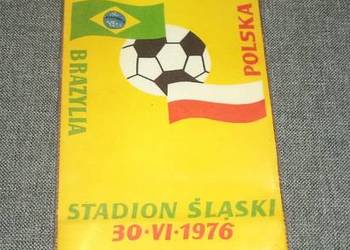 BRAZYLIA
POLSKA
STADION ŚLĄSKI
30·VI·1976